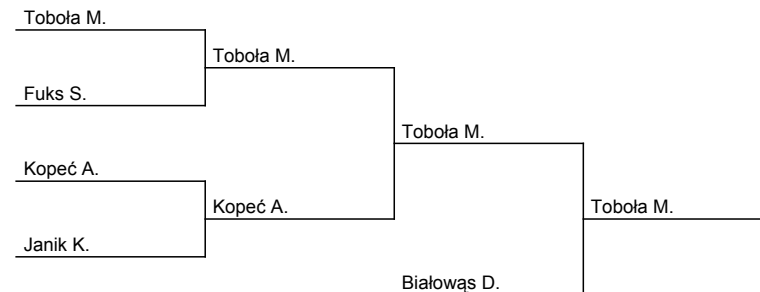 Toboła M.
Toboła M.
Fuks S.
Toboła M.
Kopeć A.
Kopeć A.
Toboła M.
Janik K.
Białowąs D.